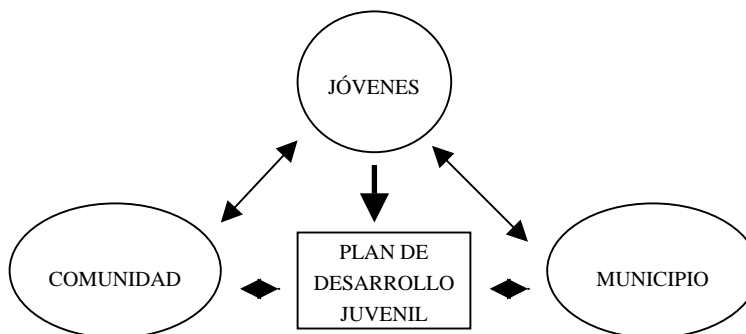 JÓVENES
COMUNIDAD
PLAN DE
DESARROLLO
JUVENIL
MUNICIPIO